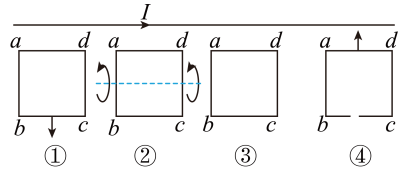 I
a d a d a d a d
b c b c b c b c
① ② ③ ④